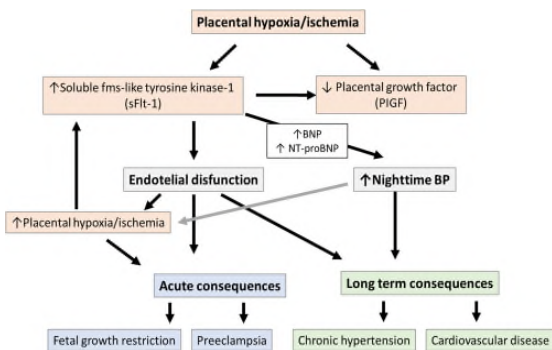 Placental hypoxia/ischemia
↑Soluble fms-like tyrosine kinase-1
(sFlt-1)
↓ Placental growth factor
(PlGF)
↑BNP
↑ NT-proBNP
Endotelial disfunction
↑Nighttime BP
↑Placental hypoxia/ischemia
Acute consequences
Long term consequences
Fetal growth restriction
Preeclampsia
Chronic hypertension
Cardiovascular disease